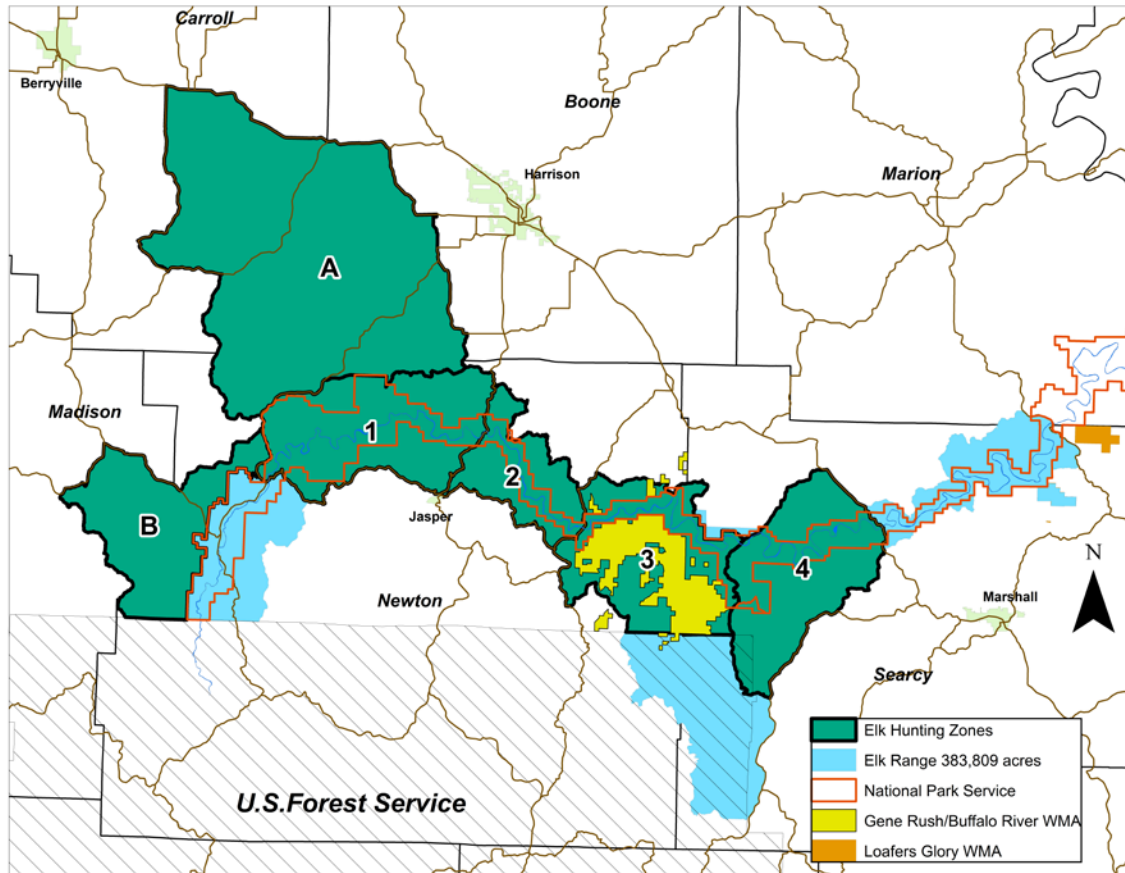 Carroll
Berryville
Boone
Harrison
Marion
A
Madison
1
2
Jasper
B
3
4
N
Newton
Marshall
Searcy
U.S.Forest Service
Elk Hunting Zones
Elk Range 383,809 acres
National Park Service
Gene Rush/Buffalo River WMA
Loafers Glory WMA